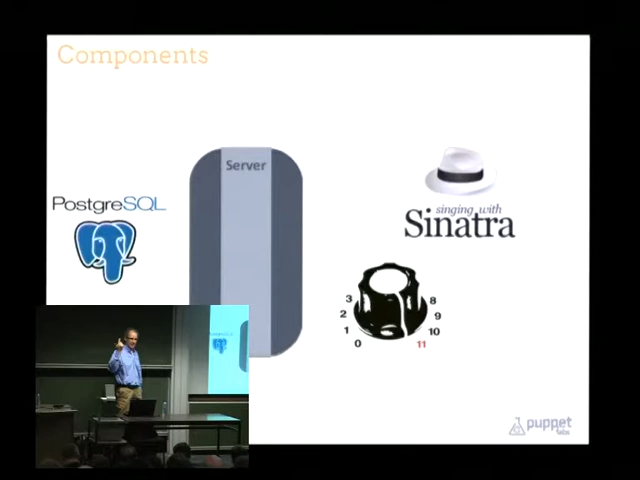 Components
Server
PostgreSQL
singing with
Sinatra
3
2
1
0
8
9
10
11
puppet
labs